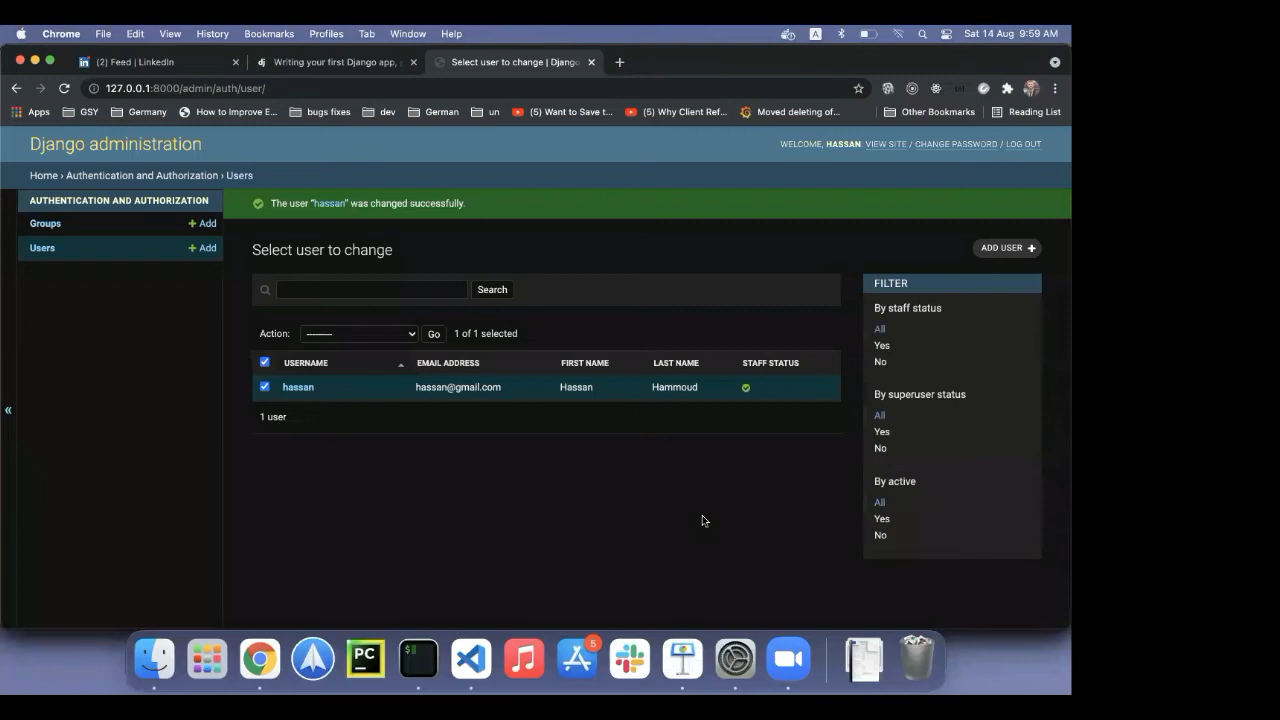 Chrome File Edit View History Bookmarks Profiles Tab Window Help A Sat 14 Aug 9:59 AM
(2) Feed | LinkedIn dj Writing your first Django app, Select user to change | Django
127.0.0.1:8000/admin/auth/user/
Apps GSY Germany How to Improve E... bugs fixes dev German un (5) Want to Save t... (5) Why Client Ref... Moved deleting of... Other Bookmarks Reading List
Django administration
WELCOME, HASSAN. VIEW SITE / CHANGE PASSWORD / LOG OUT
Home › Authentication and Authorization › Users
AUTHENTICATION AND AUTHORIZATION
Groups + Add
Users + Add
The user “hassan” was changed successfully.
Select user to change
ADD USER +
Search
Action: --------- Go 1 of 1 selected
USERNAME EMAIL ADDRESS FIRST NAME LAST NAME STAFF STATUS
hassan hassan@gmail.com Hassan Hammoud
1 user
«
FILTER
By staff status
All
Yes
No
By superuser status
All
Yes
No
By active
All
Yes
No
PC
$
5